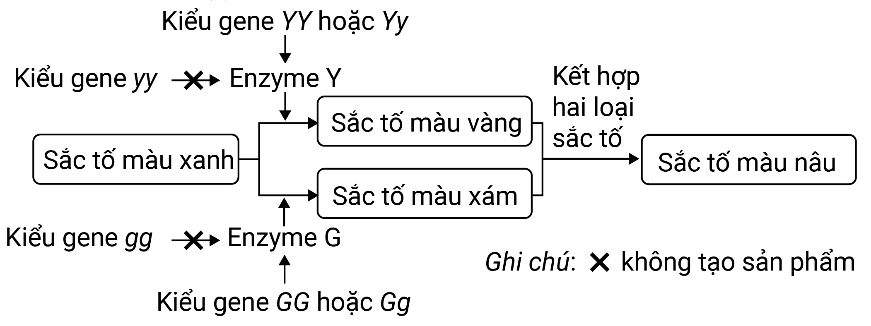 Kiểu gene YY hoặc Yy
Kiểu gene yy
Enzyme Y
Kết hợp
hai loại
sắc tố
Sắc tố màu vàng
Sắc tố màu xanh
Sắc tố màu nâu
Sắc tố màu xám
Kiểu gene gg
Enzyme G
Ghi chú: × không tạo sản phẩm
Kiểu gene GG hoặc Gg